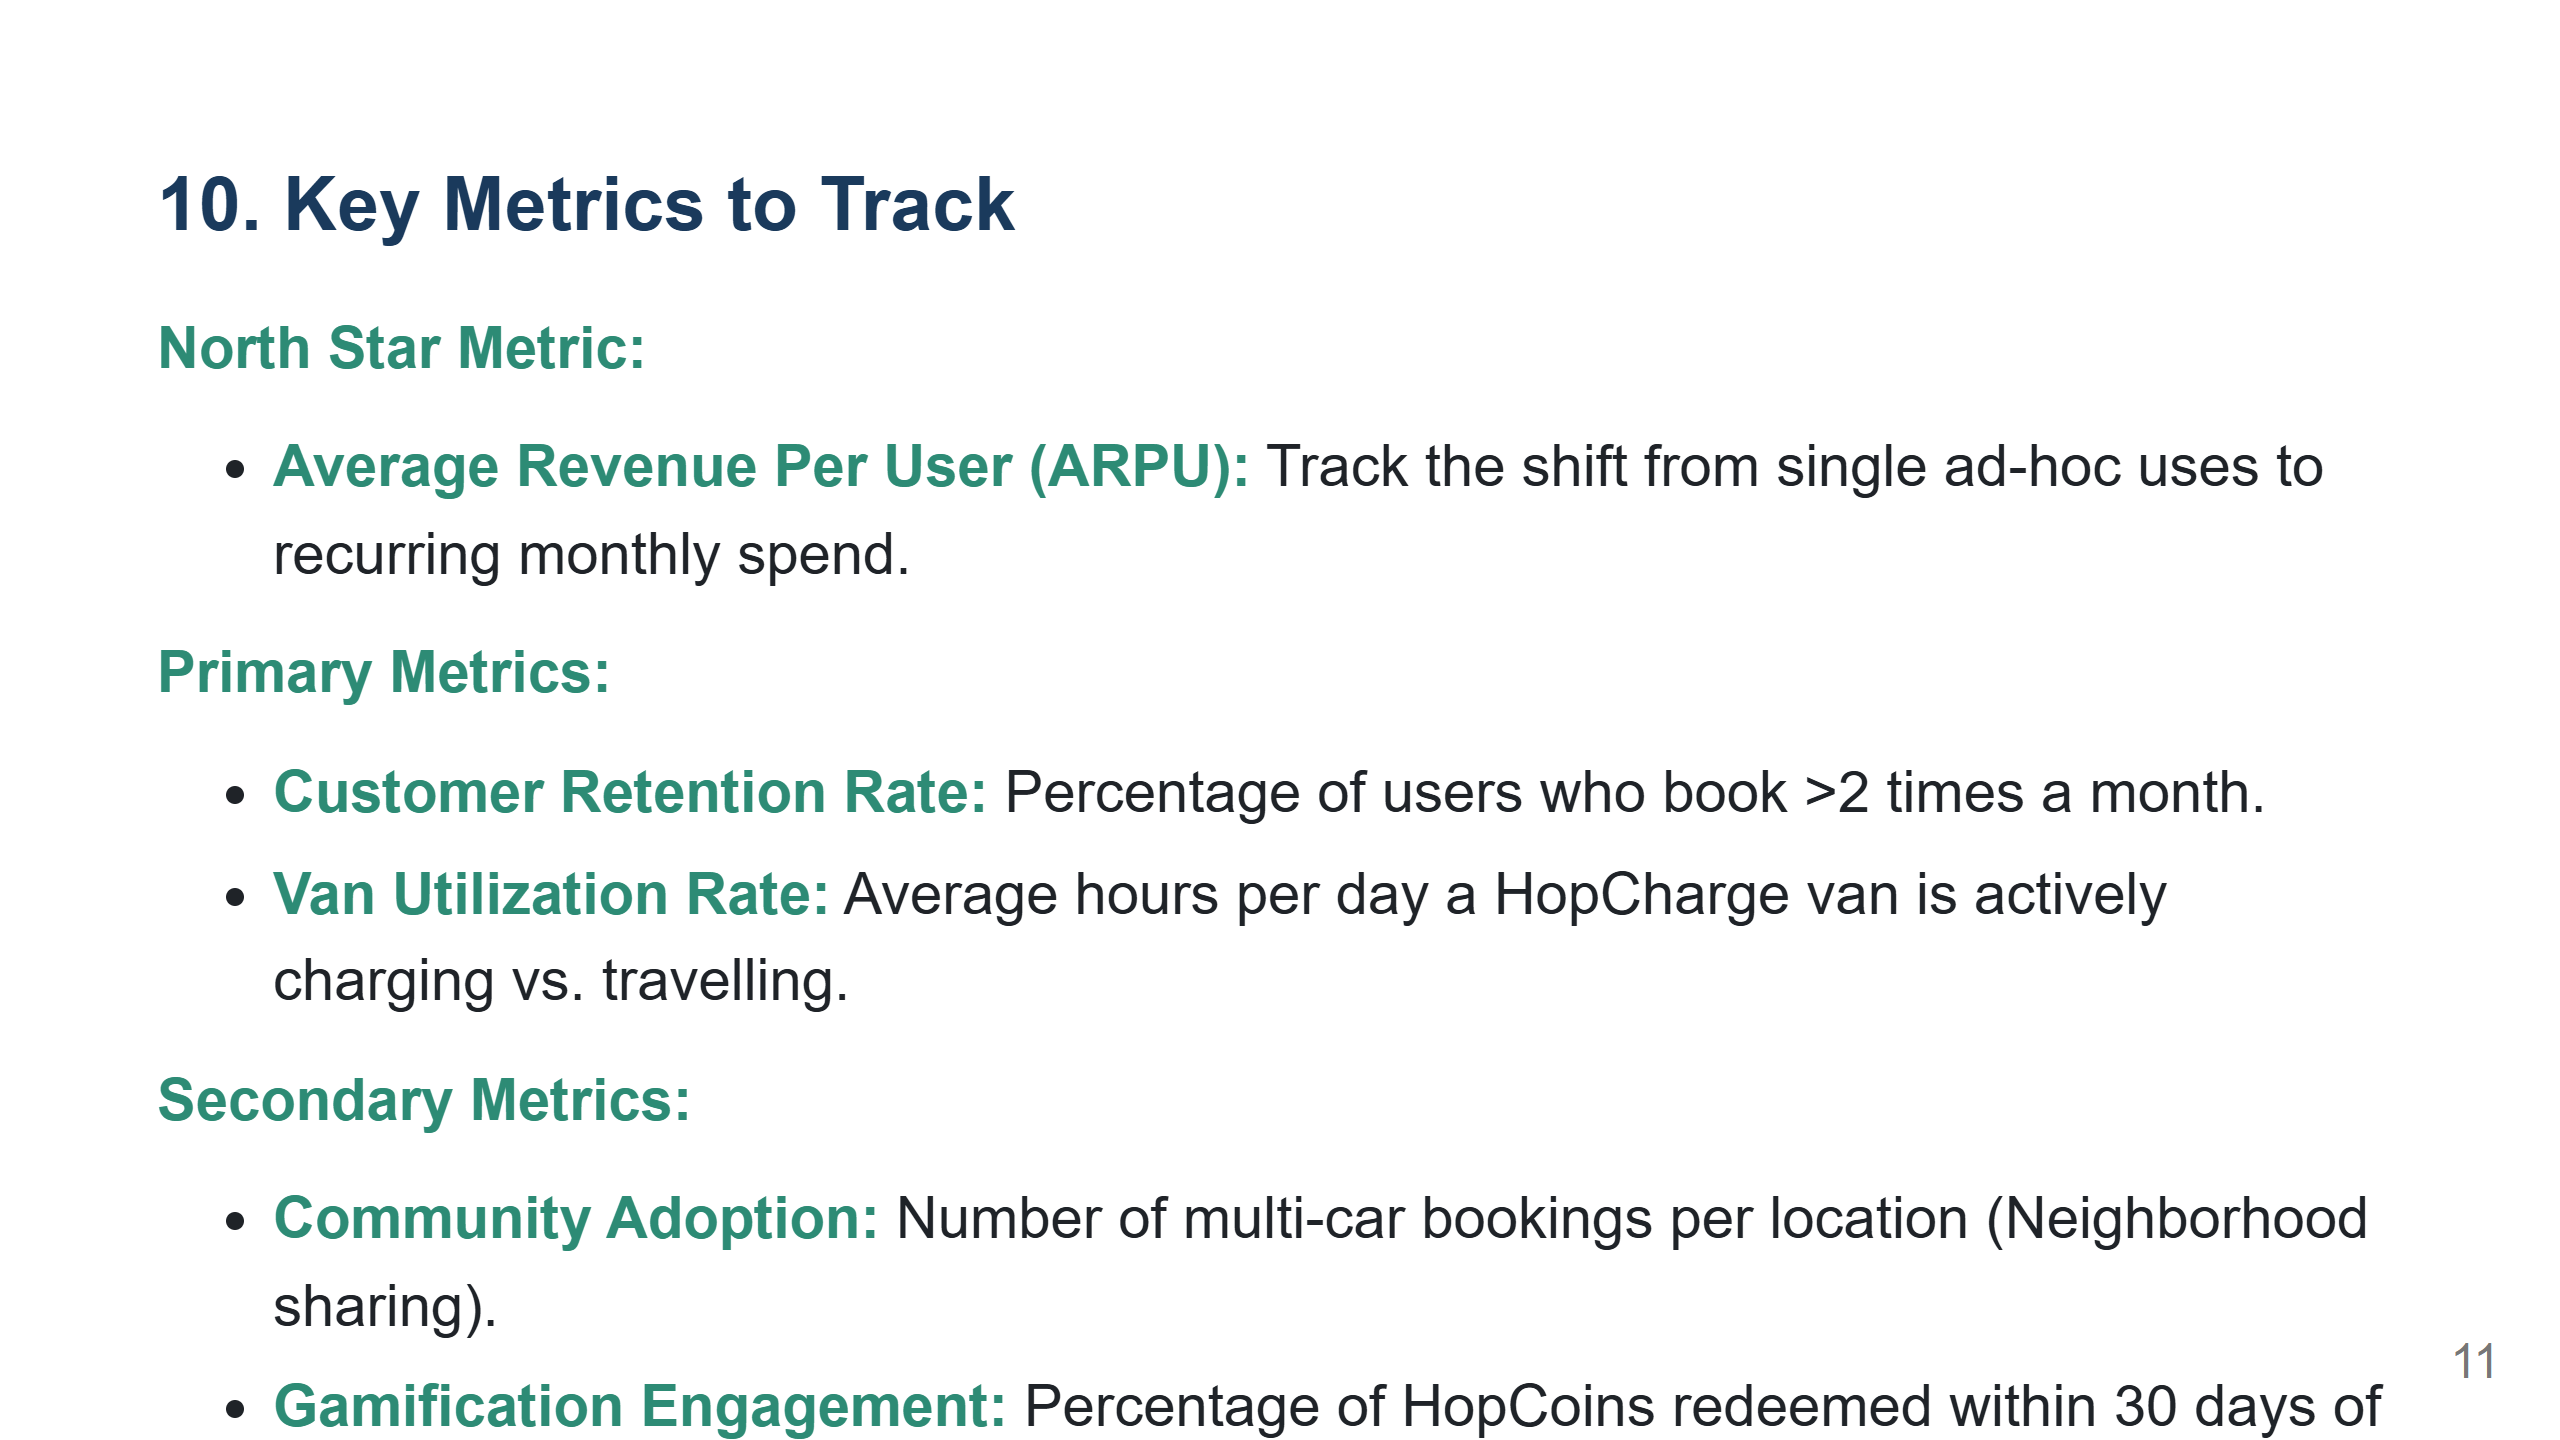 10. Key Metrics to Track
North Star Metric:
• Average Revenue Per User (ARPU): Track the shift from single ad-hoc uses to
recurring monthly spend.
Primary Metrics:
• Customer Retention Rate: Percentage of users who book >2 times a month.
• Van Utilization Rate: Average hours per day a HopCharge van is actively
charging vs. travelling.
Secondary Metrics:
• Community Adoption: Number of multi-car bookings per location (Neighborhood
sharing).
• Gamification Engagement: Percentage of HopCoins redeemed within 30 days of
11